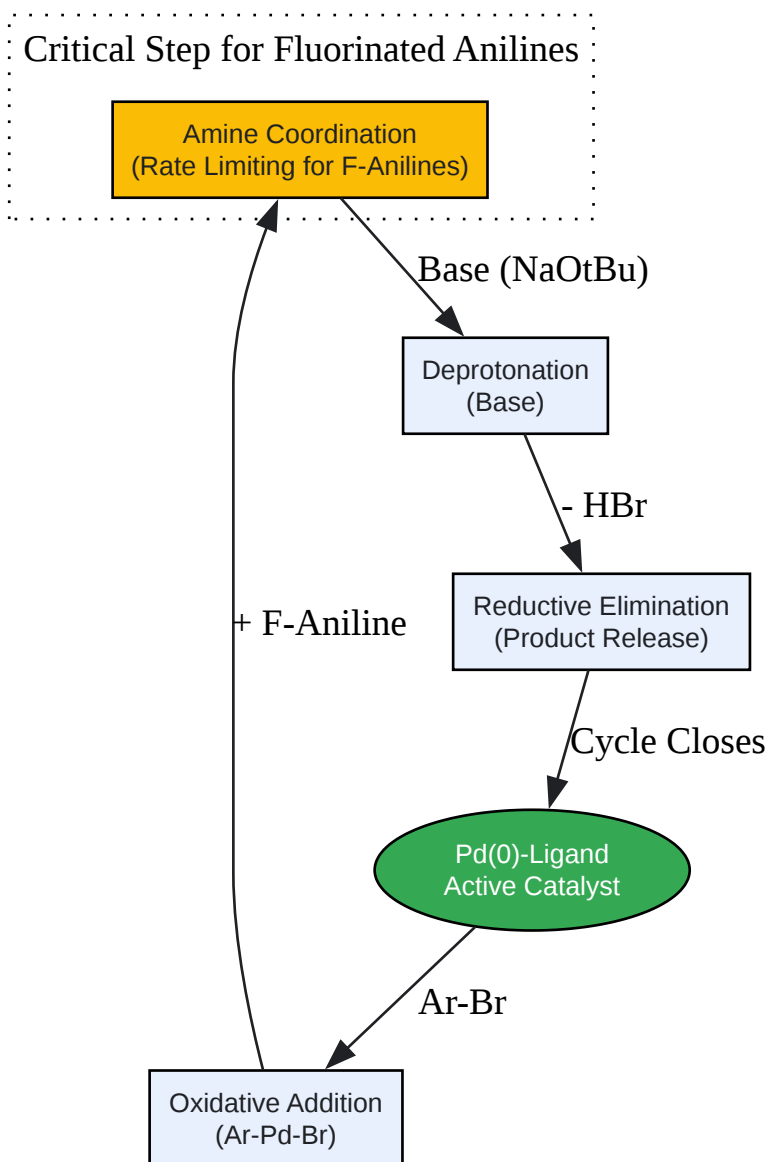 Critical Step for Fluorinated Anilines
Amine Coordination
(Rate Limiting for F-Anilines)
Base (NaOtBu)
Deprotonation
(Base)
- HBr
Reductive Elimination
(Product Release)
+ F-Aniline
Cycle Closes
Pd(0)-Ligand
Active Catalyst
Ar-Br
Oxidative Addition
(Ar-Pd-Br)